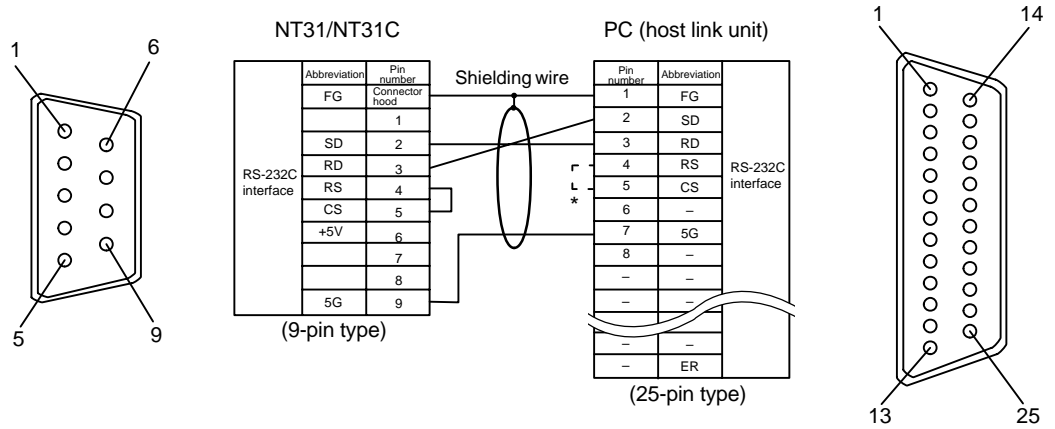 NT31/NT31C
PC (host link unit)
1
6
5
9
1
14
13
25
Shielding wire
RS-232C
interface
Abbreviation
Pin
number
FG
Connector
hood
1
SD
2
RD
3
RS
4
CS
5
+5V
6
7
8
5G
9
(9-pin type)
Pin
number
Abbreviation
1
FG
2
SD
3
RD
4
RS
5
CS
6
–
7
5G
8
–
–
–
–
–
–
–
–
ER
*
RS-232C
interface
(25-pin type)